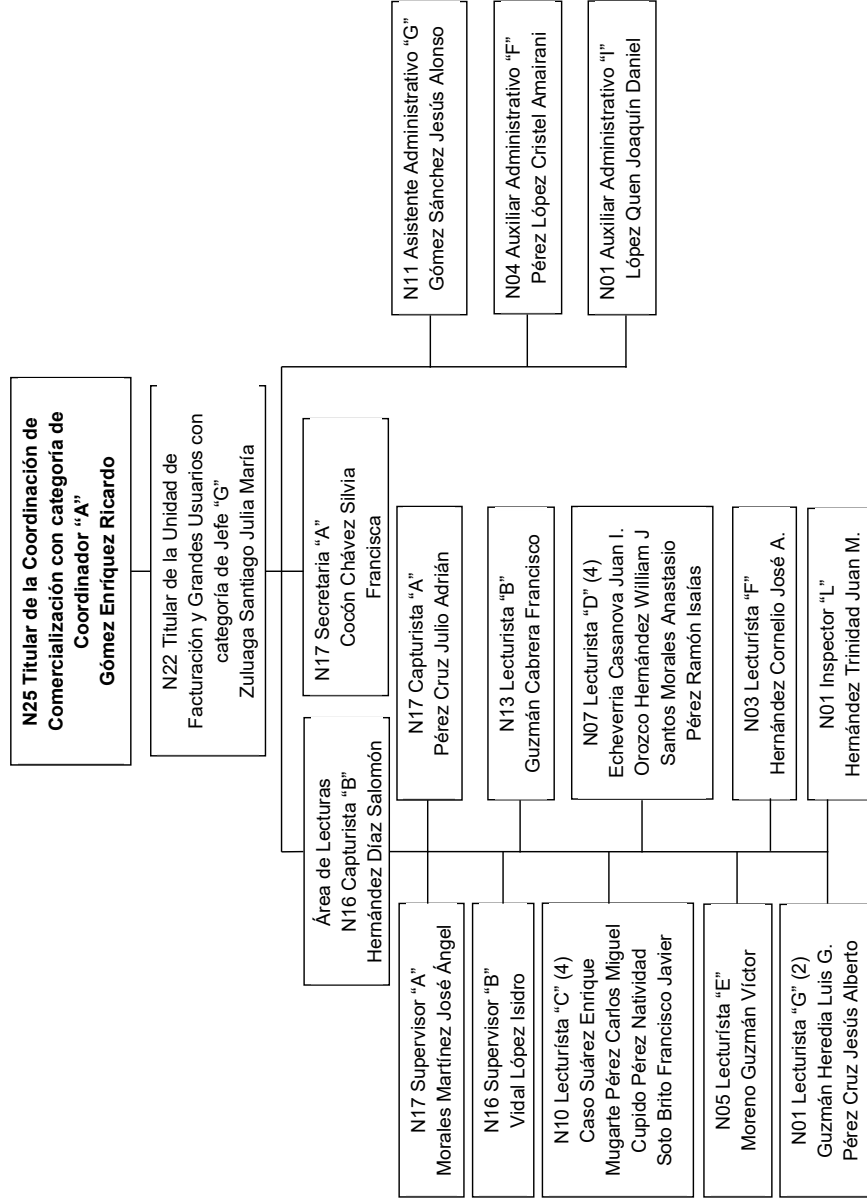 N25 Titular de la Coordinación de
Comercialización con categoría de
Coordinador “A”
Gómez Enríquez Ricardo
N22 Titular de la Unidad de
Facturación y Grandes Usuarios con
categoría de Jefe “G”
Zuluaga Santiago Julia María
Área de Lecturas
N16 Capturista “B”
Hernández Díaz Salomón
N17 Secretaria “A”
Cocón Chávez Silvia
Francisca
N17 Supervisor “A”
Morales Martínez José Ángel
N17 Capturista “A”
Pérez Cruz Julio Adrián
N11 Asistente Administrativo “G”
Gómez Sánchez Jesús Alonso
N16 Supervisor “B”
Vidal López Isidro
N13 Lecturista “B”
Guzmán Cabrera Francisco
N04 Auxiliar Administrativo “F”
Pérez López Cristel Amairani
N10 Lecturísta “C” (4)
Caso Suárez Enrique
Mugarte Pérez Carlos Miguel
Cupido Pérez Natividad
Soto Brito Francisco Javier
N07 Lecturista “D” (4)
Echeverria Casanova Juan I.
Orozco Hernández William J
Santos Morales Anastasio
Pérez Ramón Isaías
N01 Auxiliar Administrativo “I”
López Quen Joaquín Daniel
N05 Lecturísta “E”
Moreno Guzmán Víctor
N03 Lecturísta “F”
Hernández Cornelio José A.
N01 Lecturista “G” (2)
Guzmán Heredia Luis G.
Pérez Cruz Jesús Alberto
N01 Inspector “L”
Hernández Trinidad Juan M.